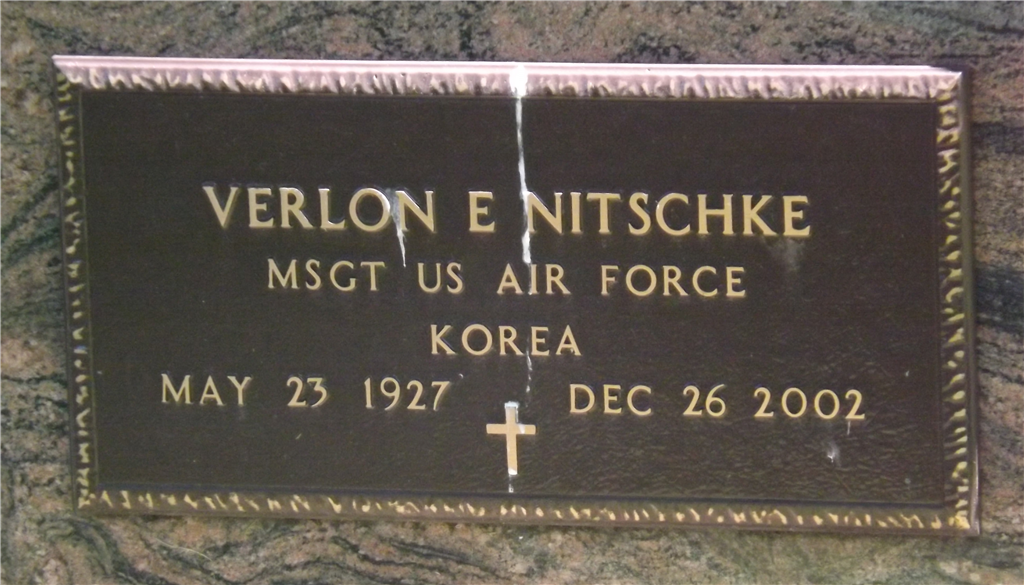 VERLON E NITSCHKE
MSGT US AIR FORCE
KOREA
MAY 23 1927 DEC 26 2002